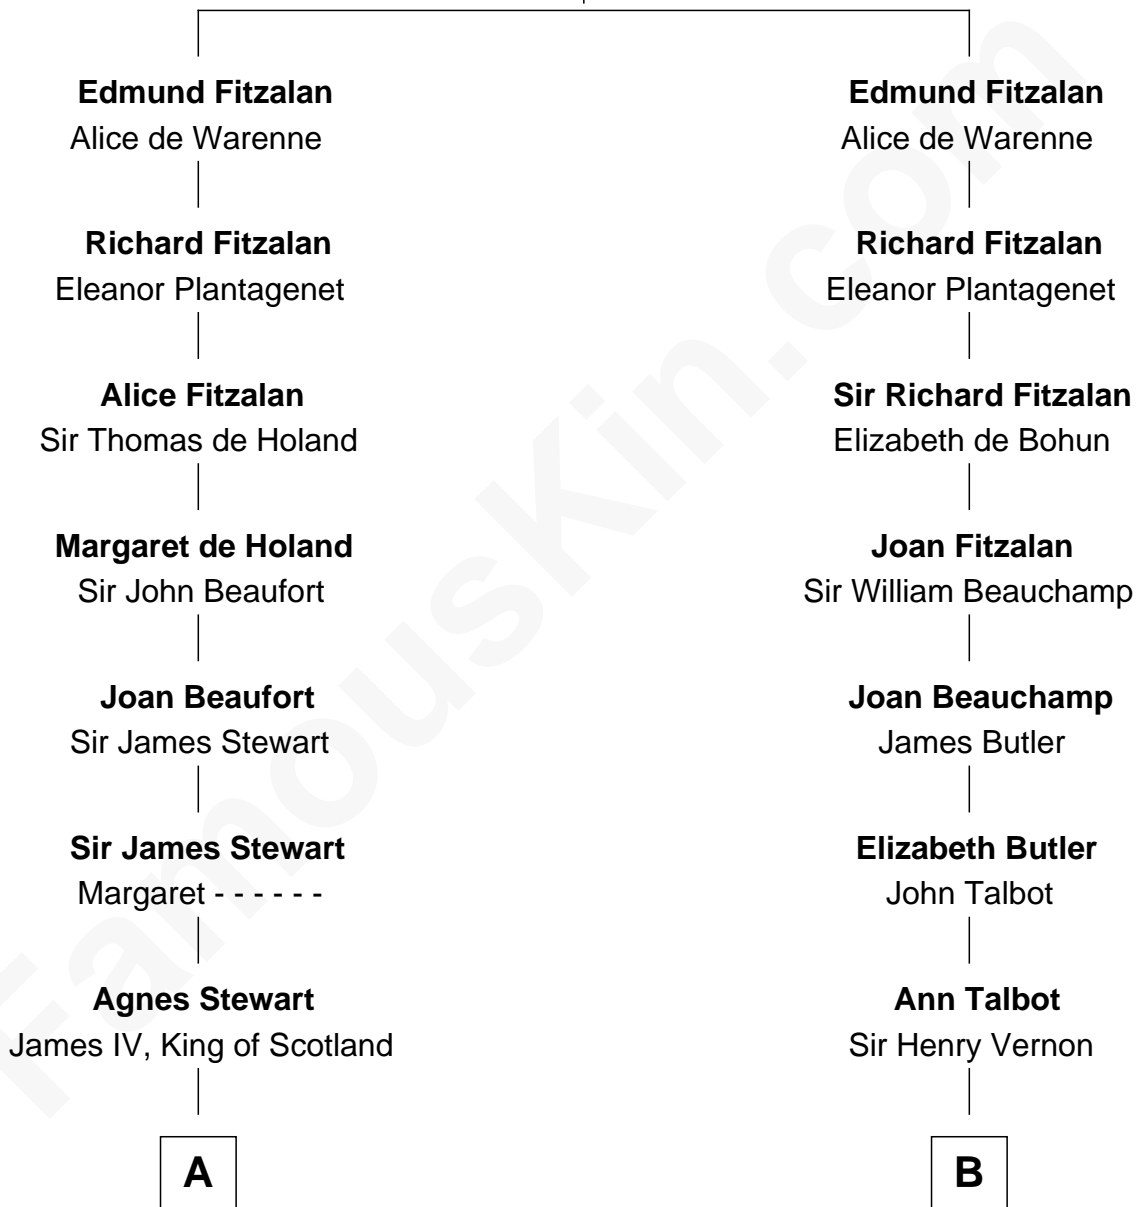 Edmund Fitzalan
Alice de Warenne
Richard Fitzalan
Eleanor Plantagenet
Alice Fitzalan
Sir Thomas de Holand
Margaret de Holand
Sir John Beaufort
Joan Beaufort
Sir James Stewart
Sir James Stewart
Margaret - - - - - -
Agnes Stewart
James IV, King of Scotland
A
Edmund Fitzalan
Alice de Warenne
Richard Fitzalan
Eleanor Plantagenet
Sir Richard Fitzalan
Elizabeth de Bohun
Joan Fitzalan
Sir William Beauchamp
Joan Beauchamp
James Butler
Elizabeth Butler
John Talbot
Ann Talbot
Sir Henry Vernon
B
FamousKin.com